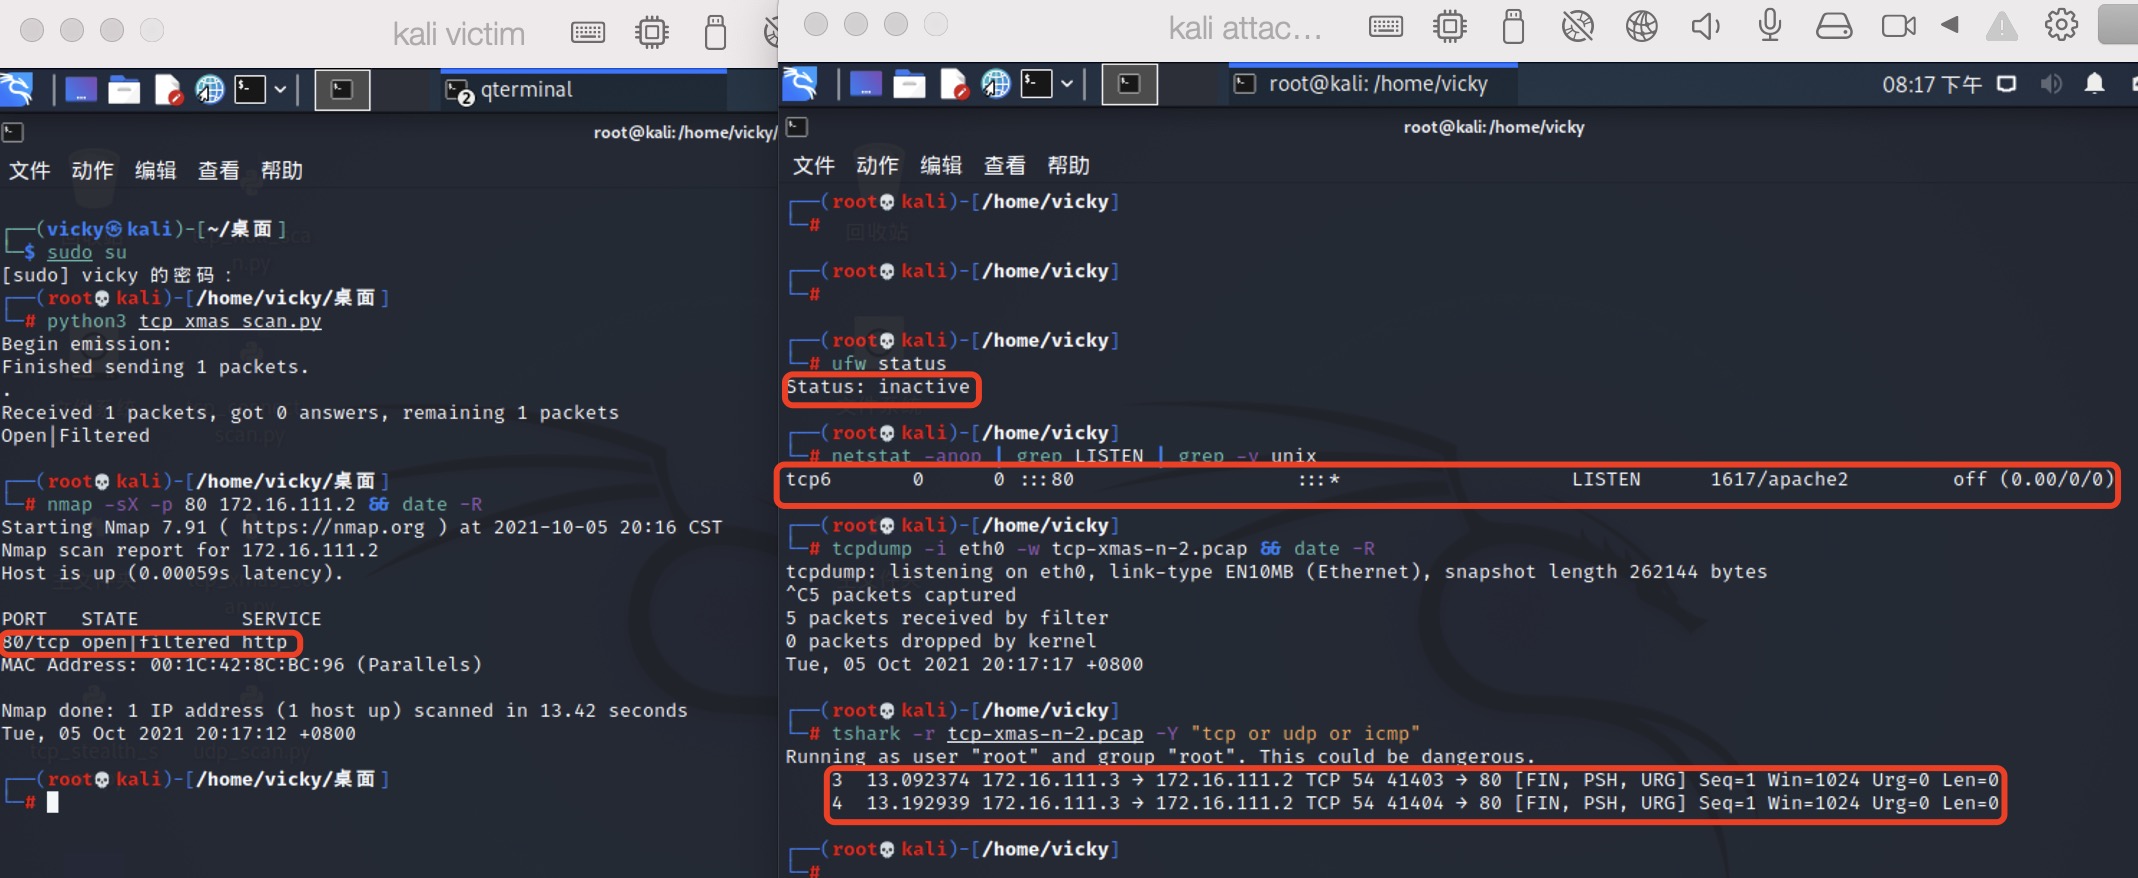 kali victim
qterminal
root@kali:/home/vicky/
文件 动作 编辑 查看 帮助
┌──(vicky㉿kali)-[~/桌面]
└─$ sudo su
[sudo] vicky 的密码：
┌──(root💀kali)-[/home/vicky/桌面]
└─# python3 tcp_xmas_scan.py
Begin emission:
Finished sending 1 packets.
.
Received 1 packets, got 0 answers, remaining 1 packets
Open|Filtered
┌──(root💀kali)-[/home/vicky/桌面]
└─# nmap -sX -p 80 172.16.111.2 && date -R
Starting Nmap 7.91 ( https://nmap.org ) at 2021-10-05 20:16 CST
Nmap scan report for 172.16.111.2
Host is up (0.00059s latency).
PORT STATE SERVICE
80/tcp open|filtered http
MAC Address: 00:1C:42:8C:BC:96 (Parallels)
Nmap done: 1 IP address (1 host up) scanned in 13.42 seconds
Tue, 05 Oct 2021 20:17:12 +0800
tcp_stealth_s udp_scan.py
┌──(root💀kali)-[/home/vicky/桌面]
└─#
kali attac…
root@kali: /home/vicky
08:17 下午
root@kali:/home/vicky
文件 动作 编辑 查看 帮助
┌──(root💀kali)-[/home/vicky]
└─#
回收站
┌──(root💀kali)-[/home/vicky]
└─#
┌──(root💀kali)-[/home/vicky]
└─# ufw status
Status: inactive
┌──(root💀kali)-[/home/vicky]
└─# netstat -anop | grep LISTEN | grep -v unix
tcp6 0 0 :::80 :::* LISTEN 1617/apache2 off (0.00/0/0)
┌──(root💀kali)-[/home/vicky]
└─# tcpdump -i eth0 -w tcp-xmas-n-2.pcap && date -R
tcpdump: listening on eth0, link-type EN10MB (Ethernet), snapshot length 262144 bytes
^C5 packets captured
5 packets received by filter
0 packets dropped by kernel
Tue, 05 Oct 2021 20:17:17 +0800
┌──(root💀kali)-[/home/vicky]
└─# tshark -r tcp-xmas-n-2.pcap -Y "tcp or udp or icmp"
Running as user "root" and group "root". This could be dangerous.
3 13.092374 172.16.111.3 → 172.16.111.2 TCP 54 41403 → 80 [FIN, PSH, URG] Seq=1 Win=1024 Urg=0 Len=0
4 13.192939 172.16.111.3 → 172.16.111.2 TCP 54 41404 → 80 [FIN, PSH, URG] Seq=1 Win=1024 Urg=0 Len=0
┌──(root💀kali)-[/home/vicky]
└─#